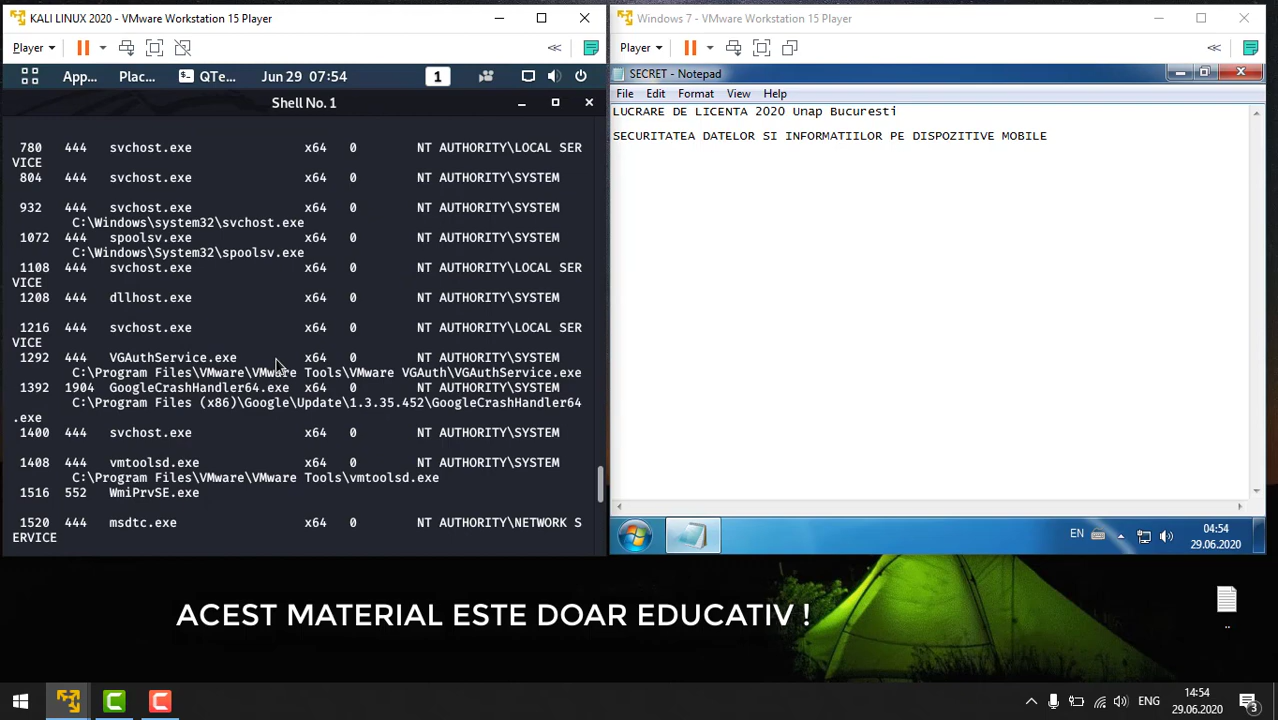 KALI LINUX 2020 - VMware Workstation 15 Player
Player
App... Plac... QTe... Jun 29 07:54 1
Shell No. 1
780 444 svchost.exe x64 0 NT AUTHORITY\LOCAL SER
VICE
804 444 svchost.exe x64 0 NT AUTHORITY\SYSTEM
932 444 svchost.exe x64 0 NT AUTHORITY\SYSTEM
C:\Windows\system32\svchost.exe
1072 444 spoolsv.exe x64 0 NT AUTHORITY\SYSTEM
C:\Windows\System32\spoolsv.exe
1108 444 svchost.exe x64 0 NT AUTHORITY\LOCAL SER
VICE
1208 444 dllhost.exe x64 0 NT AUTHORITY\SYSTEM
1216 444 svchost.exe x64 0 NT AUTHORITY\LOCAL SER
VICE
1292 444 VGAuthService.exe x64 0 NT AUTHORITY\SYSTEM
C:\Program Files\VMware\VMware Tools\VMware VGAuth\VGAuthService.exe
1392 1904 GoogleCrashHandler64.exe x64 0 NT AUTHORITY\SYSTEM
C:\Program Files (x86)\Google\Update\1.3.35.452\GoogleCrashHandler64
.exe
1400 444 svchost.exe x64 0 NT AUTHORITY\SYSTEM
1408 444 vmtoolsd.exe x64 0 NT AUTHORITY\SYSTEM
C:\Program Files\VMware\VMware Tools\vmtoolsd.exe
1516 552 WmiPrvSE.exe
1520 444 msdtc.exe x64 0 NT AUTHORITY\NETWORK S
ERVICE
Windows 7 - VMware Workstation 15 Player
Player
SECRET - Notepad
File Edit Format View Help
LUCRARE DE LICENTA 2020 Unap Bucuresti
SECURITATEA DATELOR SI INFORMATIILOR PE DISPOZITIVE MOBILE
EN 04:54
29.06.2020
ACEST MATERIAL ESTE DOAR EDUCATIV !
..
ENG 14:54
29.06.2020
3